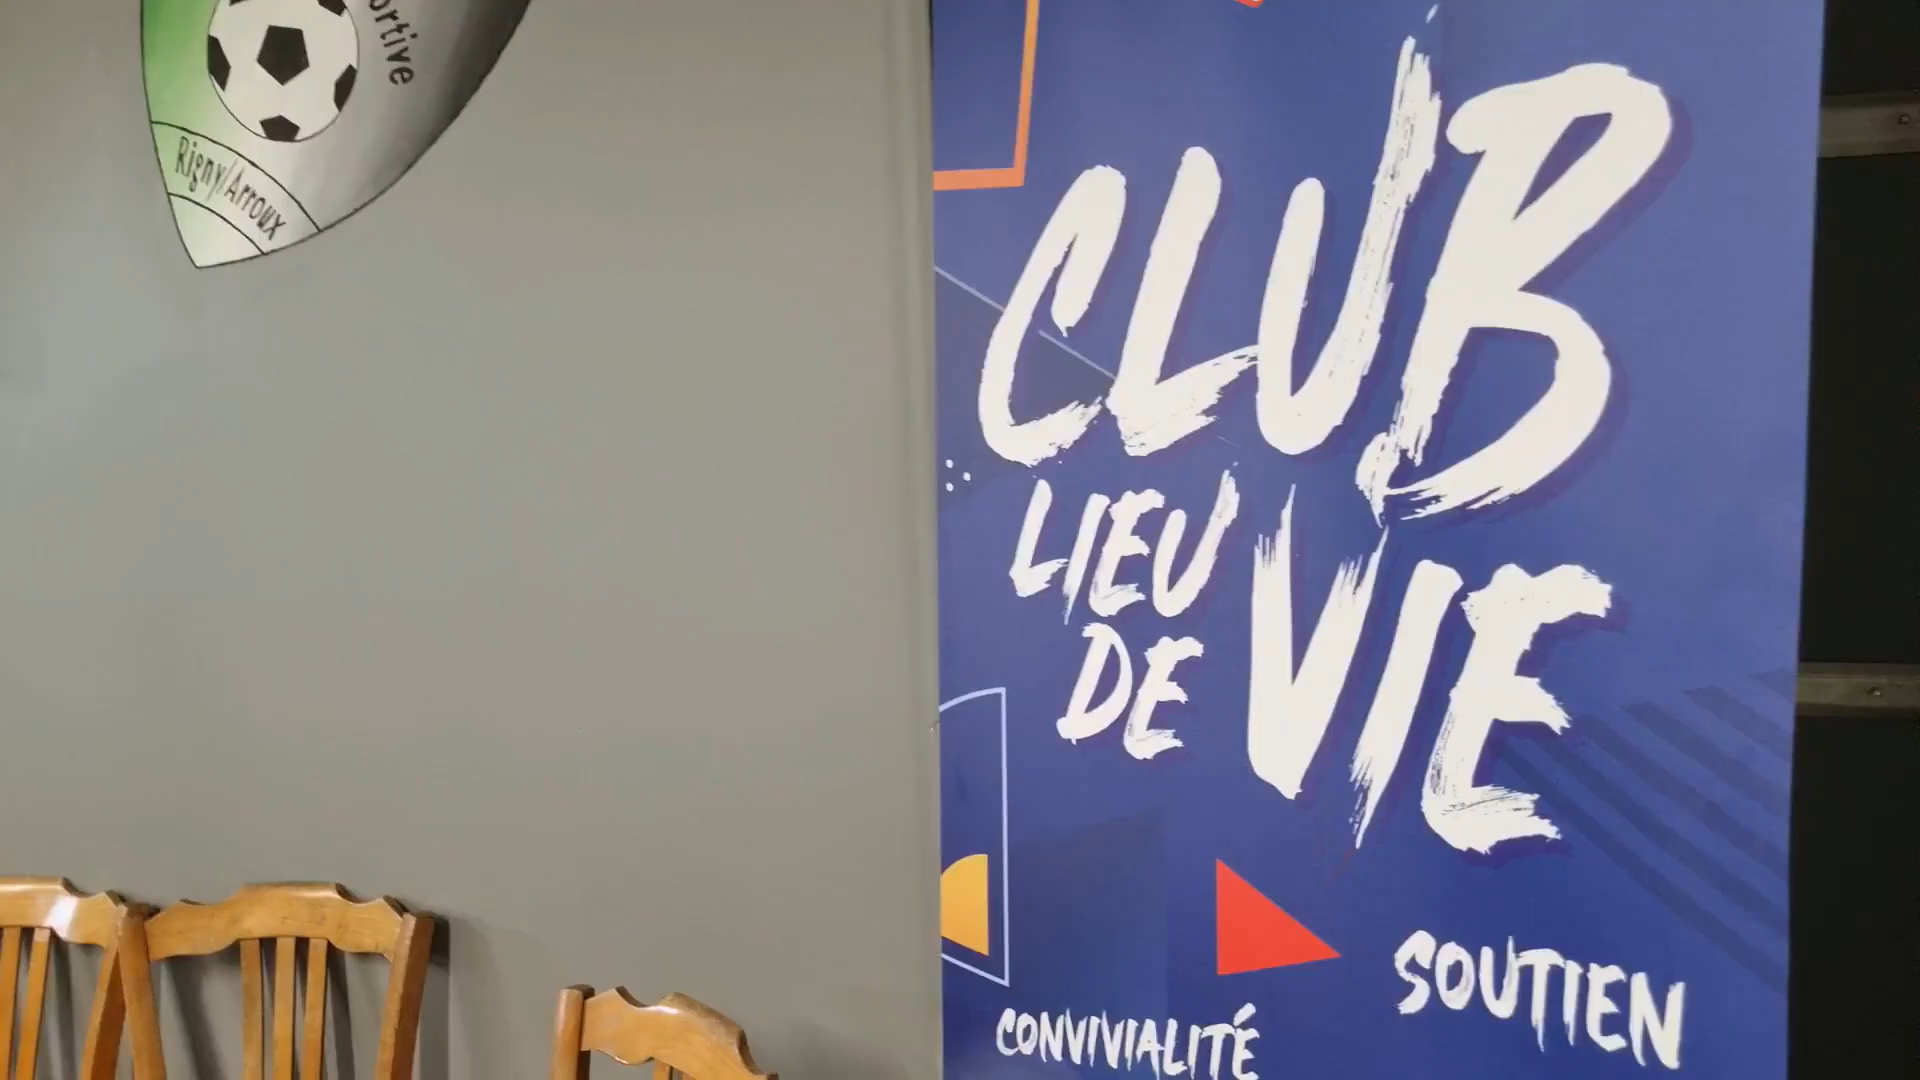 ortive
Rigny/Arroux
CLUB
LIEU
DE
VIE
SOUTIEN
CONVIVIALITÉ